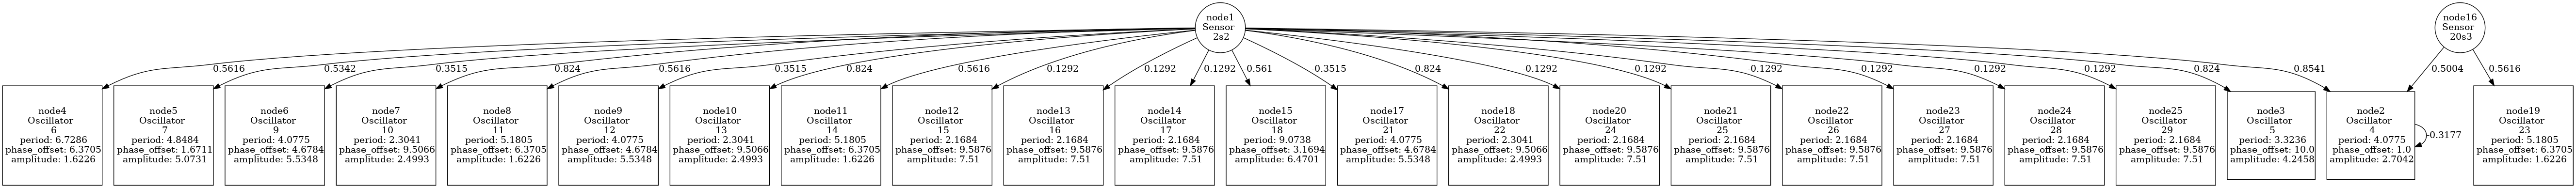 node1
Sensor
2s2
node16
Sensor
20s3
-0.5616
0.5342
-0.3515
0.824
-0.5616
-0.3515
0.824
-0.5616
-0.1292
-0.1292
-0.1292
-0.561
-0.3515
0.824
-0.1292
-0.1292
-0.1292
-0.1292
-0.1292
-0.1292
0.824
0.8541
-0.5004
-0.5616
node4
Oscillator
6
period: 6.7286
phase_offset: 6.3705
amplitude: 1.6226
node5
Oscillator
7
period: 4.8484
phase_offset: 1.6711
amplitude: 5.0731
node6
Oscillator
9
period: 4.0775
phase_offset: 4.6784
amplitude: 5.5348
node7
Oscillator
10
period: 2.3041
phase_offset: 9.5066
amplitude: 2.4993
node8
Oscillator
11
period: 5.1805
phase_offset: 6.3705
amplitude: 1.6226
node9
Oscillator
12
period: 4.0775
phase_offset: 4.6784
amplitude: 5.5348
node10
Oscillator
13
period: 2.3041
phase_offset: 9.5066
amplitude: 2.4993
node11
Oscillator
14
period: 5.1805
phase_offset: 6.3705
amplitude: 1.6226
node12
Oscillator
15
period: 2.1684
phase_offset: 9.5876
amplitude: 7.51
node13
Oscillator
16
period: 2.1684
phase_offset: 9.5876
amplitude: 7.51
node14
Oscillator
17
period: 2.1684
phase_offset: 9.5876
amplitude: 7.51
node15
Oscillator
18
period: 9.0738
phase_offset: 3.1694
amplitude: 6.4701
node17
Oscillator
21
period: 4.0775
phase_offset: 4.6784
amplitude: 5.5348
node18
Oscillator
22
period: 2.3041
phase_offset: 9.5066
amplitude: 2.4993
node20
Oscillator
24
period: 2.1684
phase_offset: 9.5876
amplitude: 7.51
node21
Oscillator
25
period: 2.1684
phase_offset: 9.5876
amplitude: 7.51
node22
Oscillator
26
period: 2.1684
phase_offset: 9.5876
amplitude: 7.51
node23
Oscillator
27
period: 2.1684
phase_offset: 9.5876
amplitude: 7.51
node24
Oscillator
28
period: 2.1684
phase_offset: 9.5876
amplitude: 7.51
node25
Oscillator
29
period: 2.1684
phase_offset: 9.5876
amplitude: 7.51
node3
Oscillator
5
period: 3.3236
phase_offset: 10.0
amplitude: 4.2458
node2
Oscillator
4
period: 4.0775
phase_offset: 1.0
amplitude: 2.7042
-0.3177
node19
Oscillator
23
period: 5.1805
phase_offset: 6.3705
amplitude: 1.6226